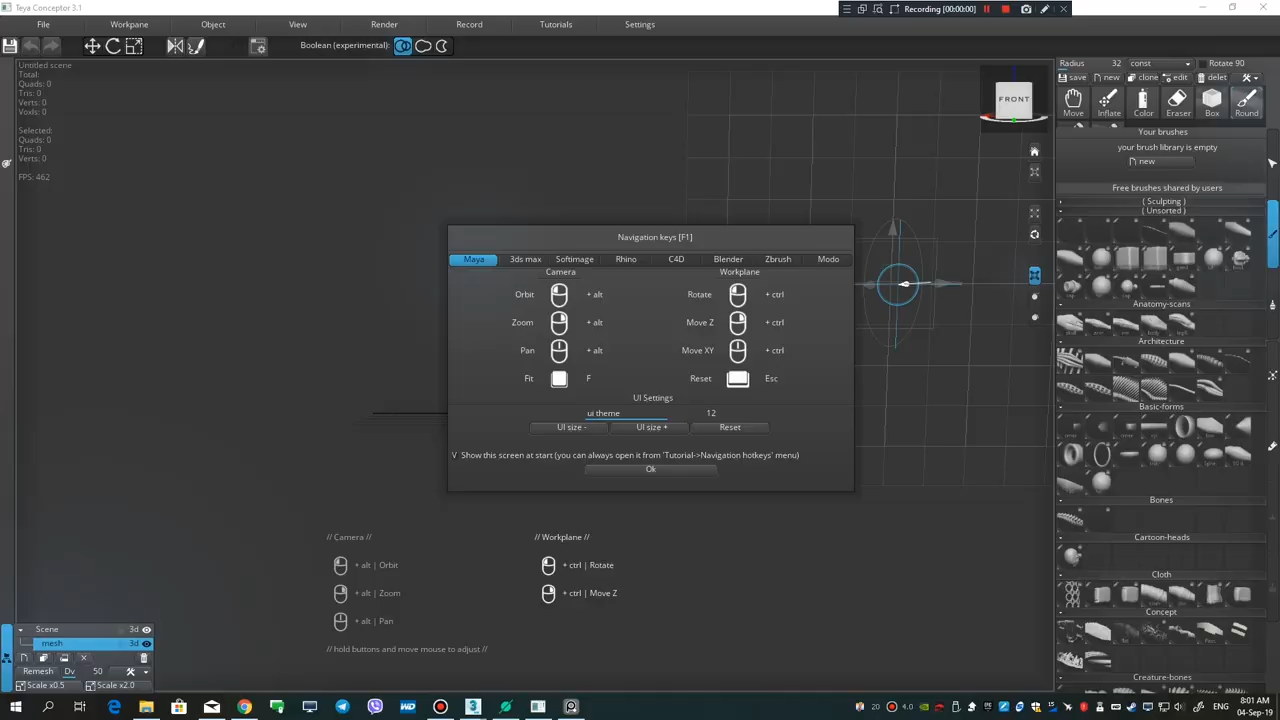 Teya Conceptor 3.1
Recording [00:00:00]
File Workpane Object View Render Record Tutorials Settings
Boolean (experimental):
Untitled scene
Total:
Quads: 0
Tris: 0
Verts: 0
Voxls: 0
Selected:
Quads: 0
Tris: 0
Verts: 0
FPS: 462
FRONT
Radius 32 const Rotate 90
save new clone edit delet
Move Inflate Color Eraser Box Round
Your brushes
your brush library is empty
new
Free brushes shared by users
( Sculpting )
( Unsorted )
Anatomy-scans
Architecture
Basic-forms
Bones
Cartoon-heads
Cloth
Concept
Creature-bones
Navigation keys [F1]
Maya 3ds max Softimage Rhino C4D Blender Zbrush Modo
Camera Workplane
Orbit + alt Rotate + ctrl
Zoom + alt Move Z + ctrl
Pan + alt Move XY + ctrl
Fit F Reset Esc
UI Settings
ui theme 12
UI size - UI size + Reset
V Show this screen at start (you can always open it from 'Tutorial->Navigation hotkeys' menu)
Ok
// Camera // // Workplane //
+ alt | Orbit + ctrl | Rotate
+ alt | Zoom + ctrl | Move Z
+ alt | Pan
// hold buttons and move mouse to adjust //
Scene 3d
mesh 3d
Remesh Dv 50
Scale x0.5 Scale x2.0
WD
3
20 4.0 15 ENG
8:01 AM
04-Sep-19